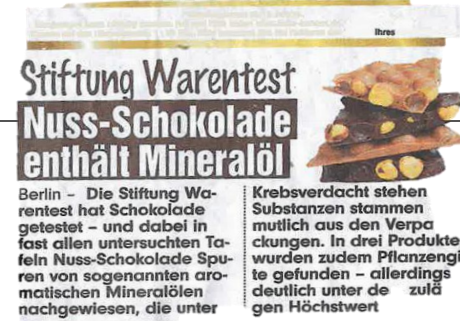 Ihres
Stiftung Warentest
Nuss-Schokolade
enthält Mineralöl
Berlin – Die Stiftung Wa-
rentest hat Schokolade
getestet – und dabei in
fast allen untersuchten Ta-
feln Nuss-Schokolade Spu-
ren von sogenannten aro-
matischen Mineralölen
nachgewiesen, die unter
Krebsverdacht stehen
Substanzen stammen
mutlich aus den Verpa
ckungen. In drei Produkte
wurden zudem Pflanzengi
te gefunden – allerdings
deutlich unter de zulä
gen Höchstwert